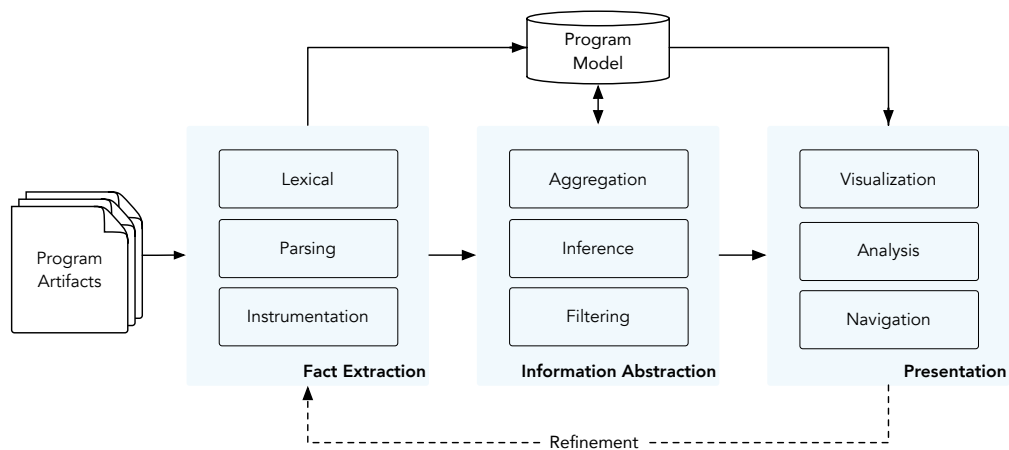 Program
Model
Program
Artifacts
Lexical
Parsing
Instrumentation
Fact Extraction
Aggregation
Inference
Filtering
Information Abstraction
Visualization
Analysis
Navigation
Presentation
Refinement